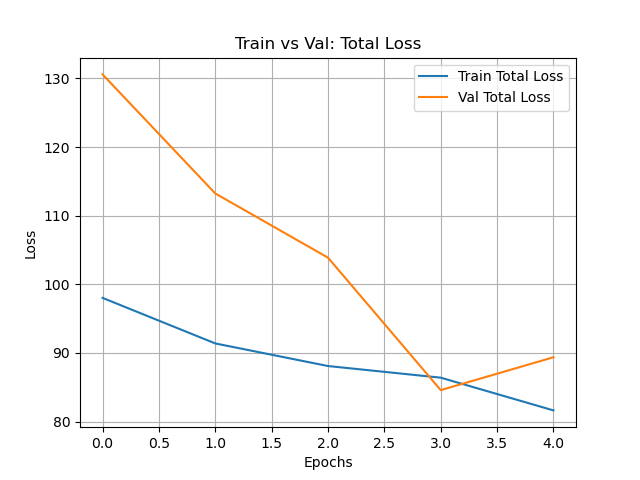 Train vs Val: Total Loss
Train Total Loss
Val Total Loss
130
120
110
100
90
80
Loss
0.0 0.5 1.0 1.5 2.0 2.5 3.0 3.5 4.0
Epochs